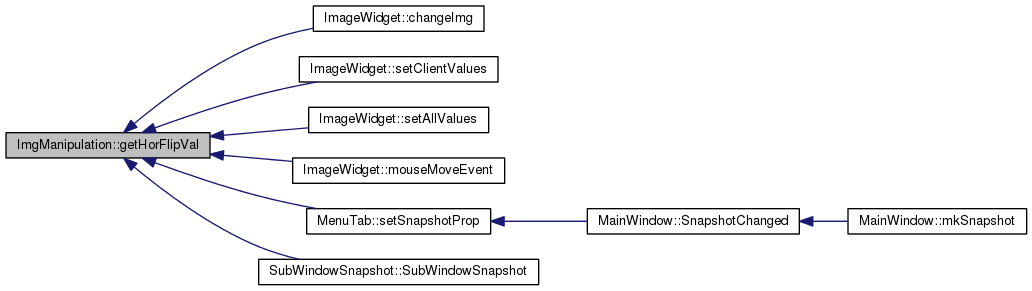 ImageWidget::changeImg
ImageWidget::setClientValues
ImageWidget::setAllValues
ImgManipulation::getHorFlipVal
ImageWidget::mouseMoveEvent
MenuTab::setSnapshotProp
MainWindow::SnapshotChanged
MainWindow::mkSnapshot
SubWindowSnapshot::SubWindowSnapshot